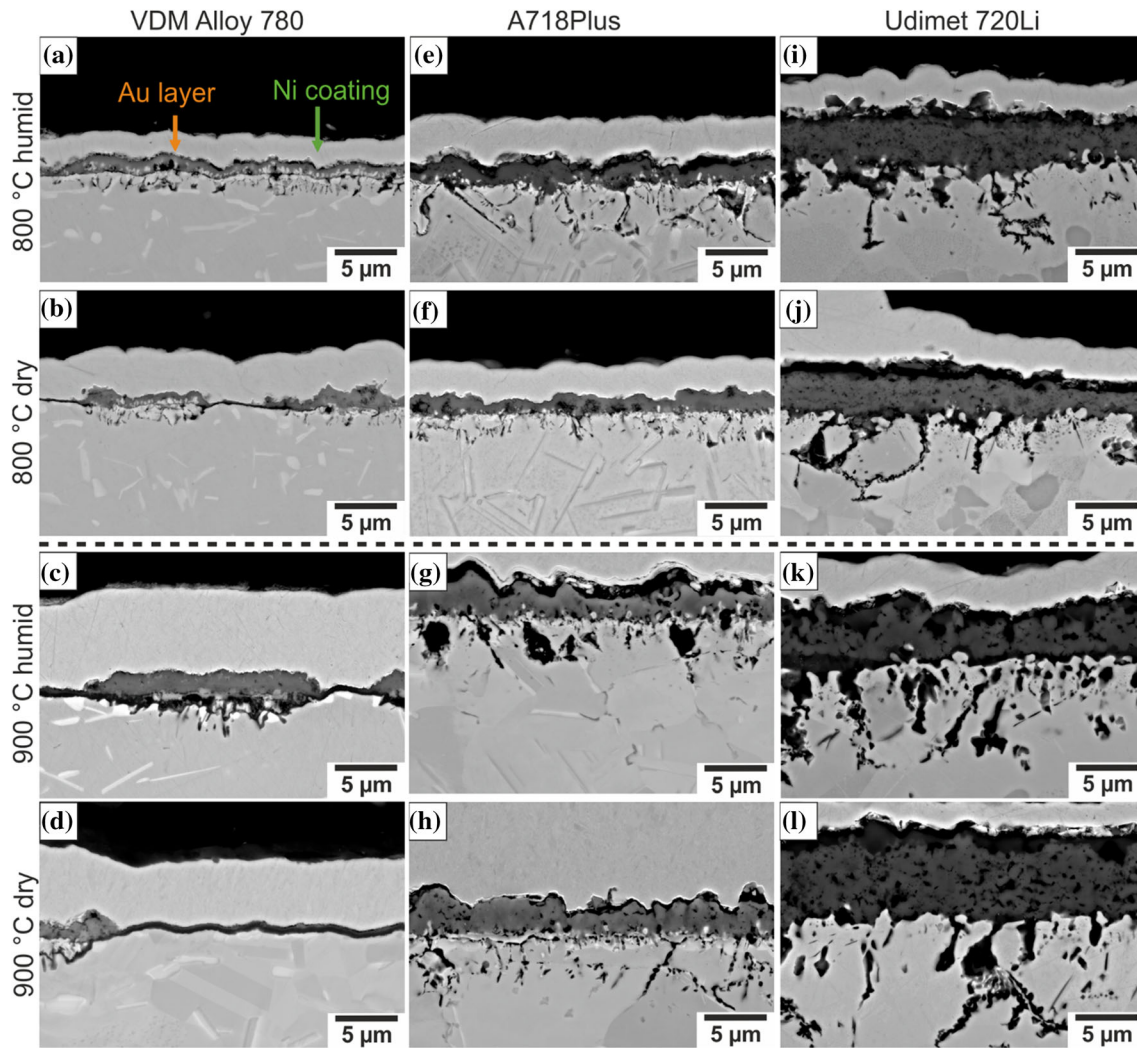 VDM Alloy 780 A718Plus Udimet 720Li
800 °C humid
(a) (e) (i)
Au layer Ni coating
5 µm 5 µm 5 µm
800 °C dry
(b) (f) (j)
5 µm 5 µm 5 µm
900 °C humid
(c) (g) (k)
5 µm 5 µm 5 µm
900 °C dry
(d) (h) (l)
5 µm 5 µm 5 µm